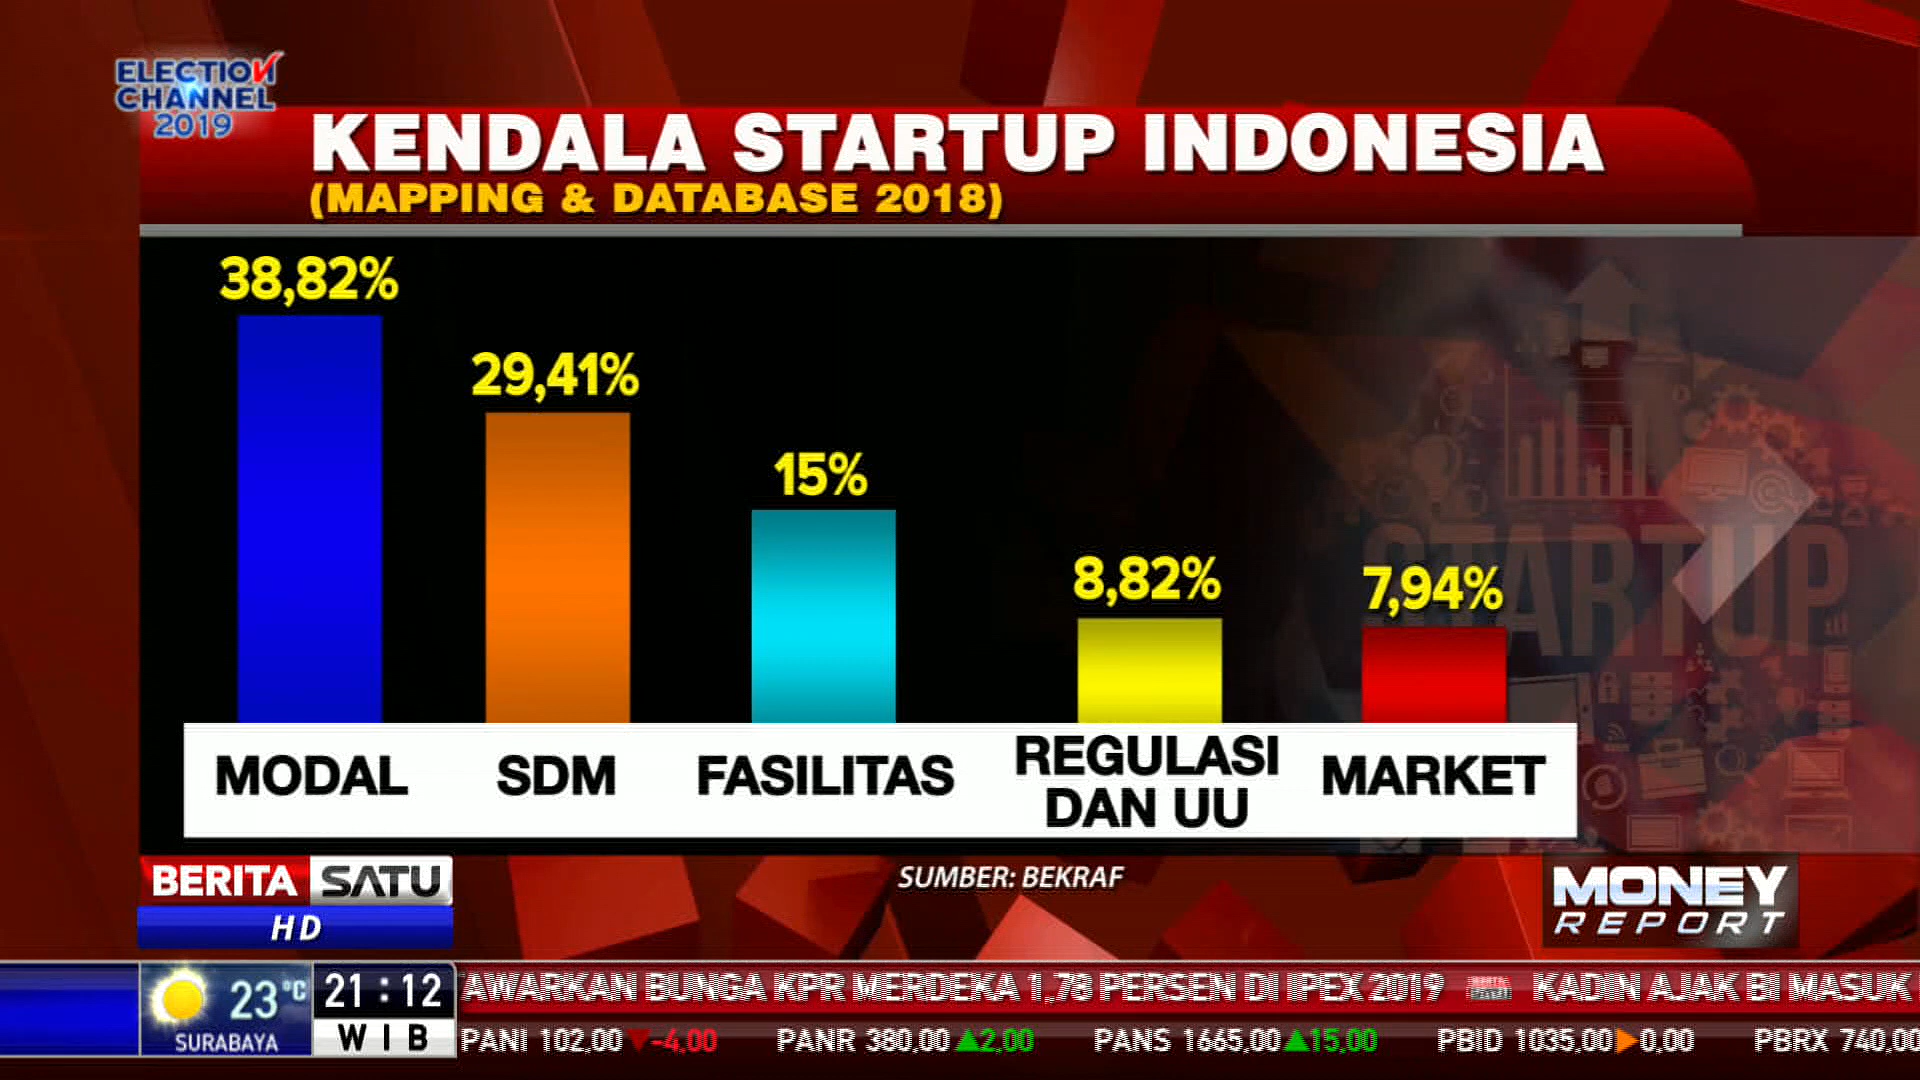 ELECTION
CHANNEL
2019
KENDALA STARTUP INDONESIA
(MAPPING & DATABASE 2018)
38,82%
29,41%
15%
8,82%
7,94%
STARTUP
MODAL
SDM
FASILITAS
REGULASI
DAN UU
MARKET
BERITA SATU
HD
SUMBER: BEKRAF
MONEY
REPORT
23°C
SURABAYA
21:12
WIB
AWARKAN BUNGA KPR MERDEKA 1,78 PERSEN DI IPEX 2019 KADIN AJAK BI MASUK
PANI 102,00 ▼-4,00 PANR 380,00 ▲2,00 PANS 1665,00 ▲15,00 PBID 1035,00 ▶0,00 PBRX 740,00